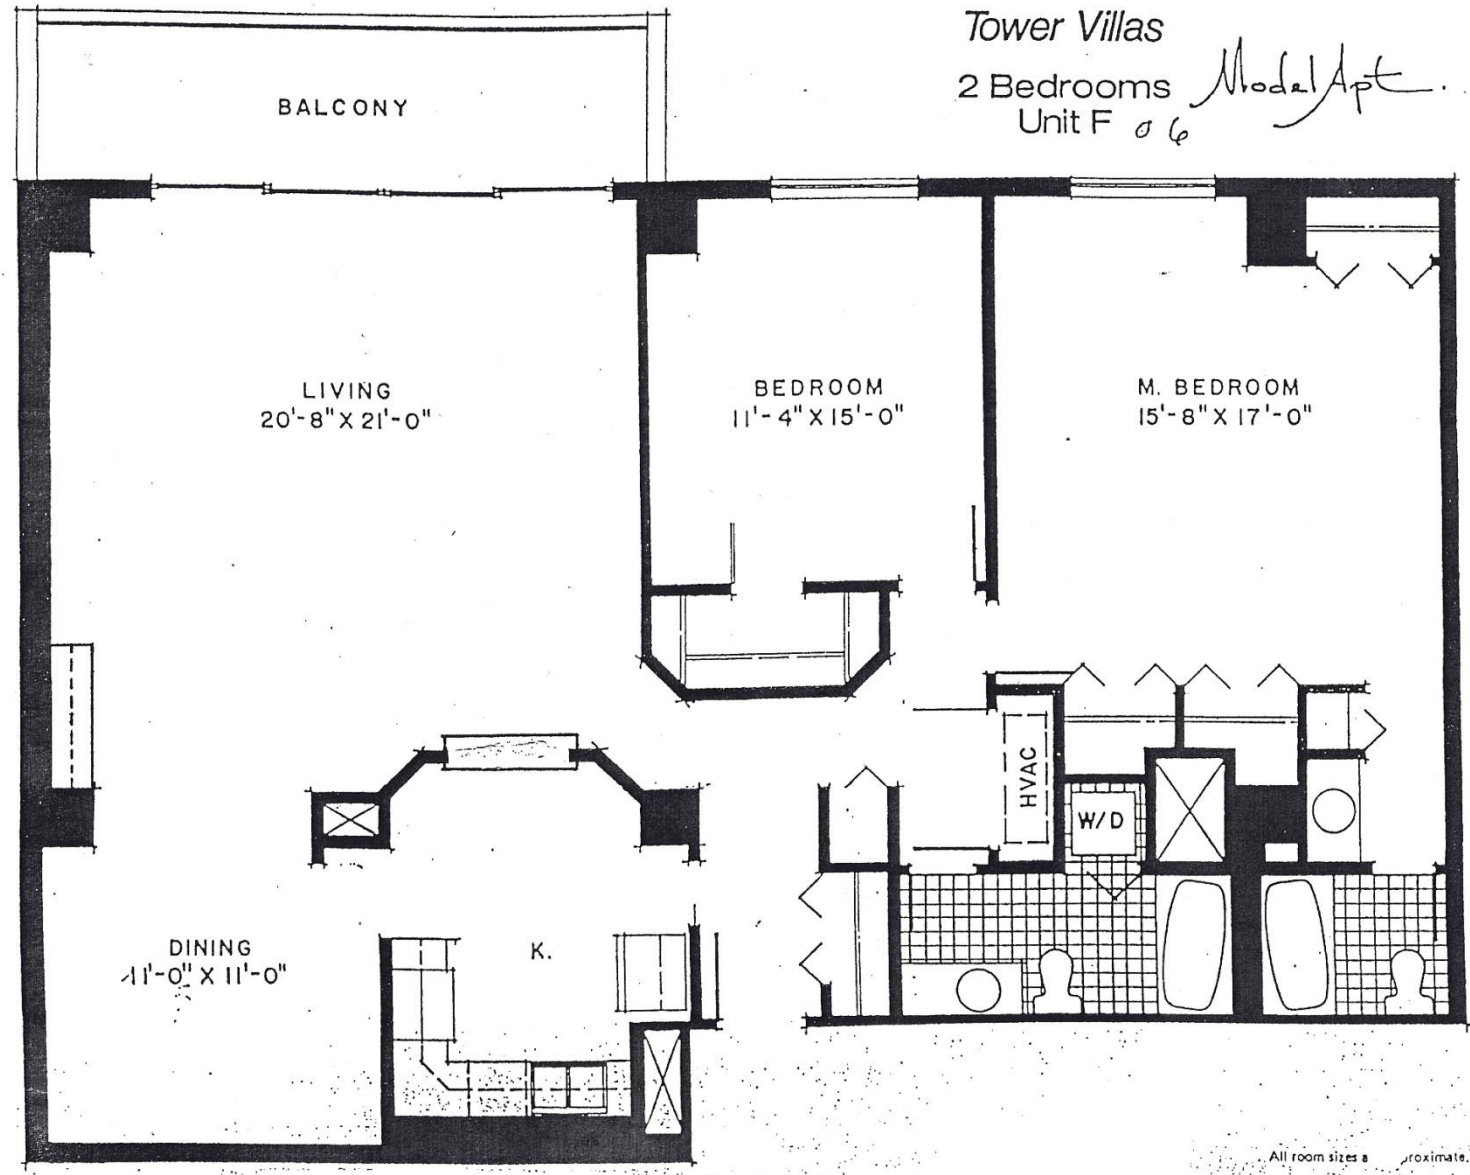 Tower Villas
2 Bedrooms Model Apt.
Unit F 06
BALCONY
LIVING
20'-8" X 21'-0"
BEDROOM
11'-4" X 15'-0"
M. BEDROOM
15'-8" X 17'-0"
HVAC
W/D
DINING
11'-0" X 11'-0"
K.
All room sizes a roximate.